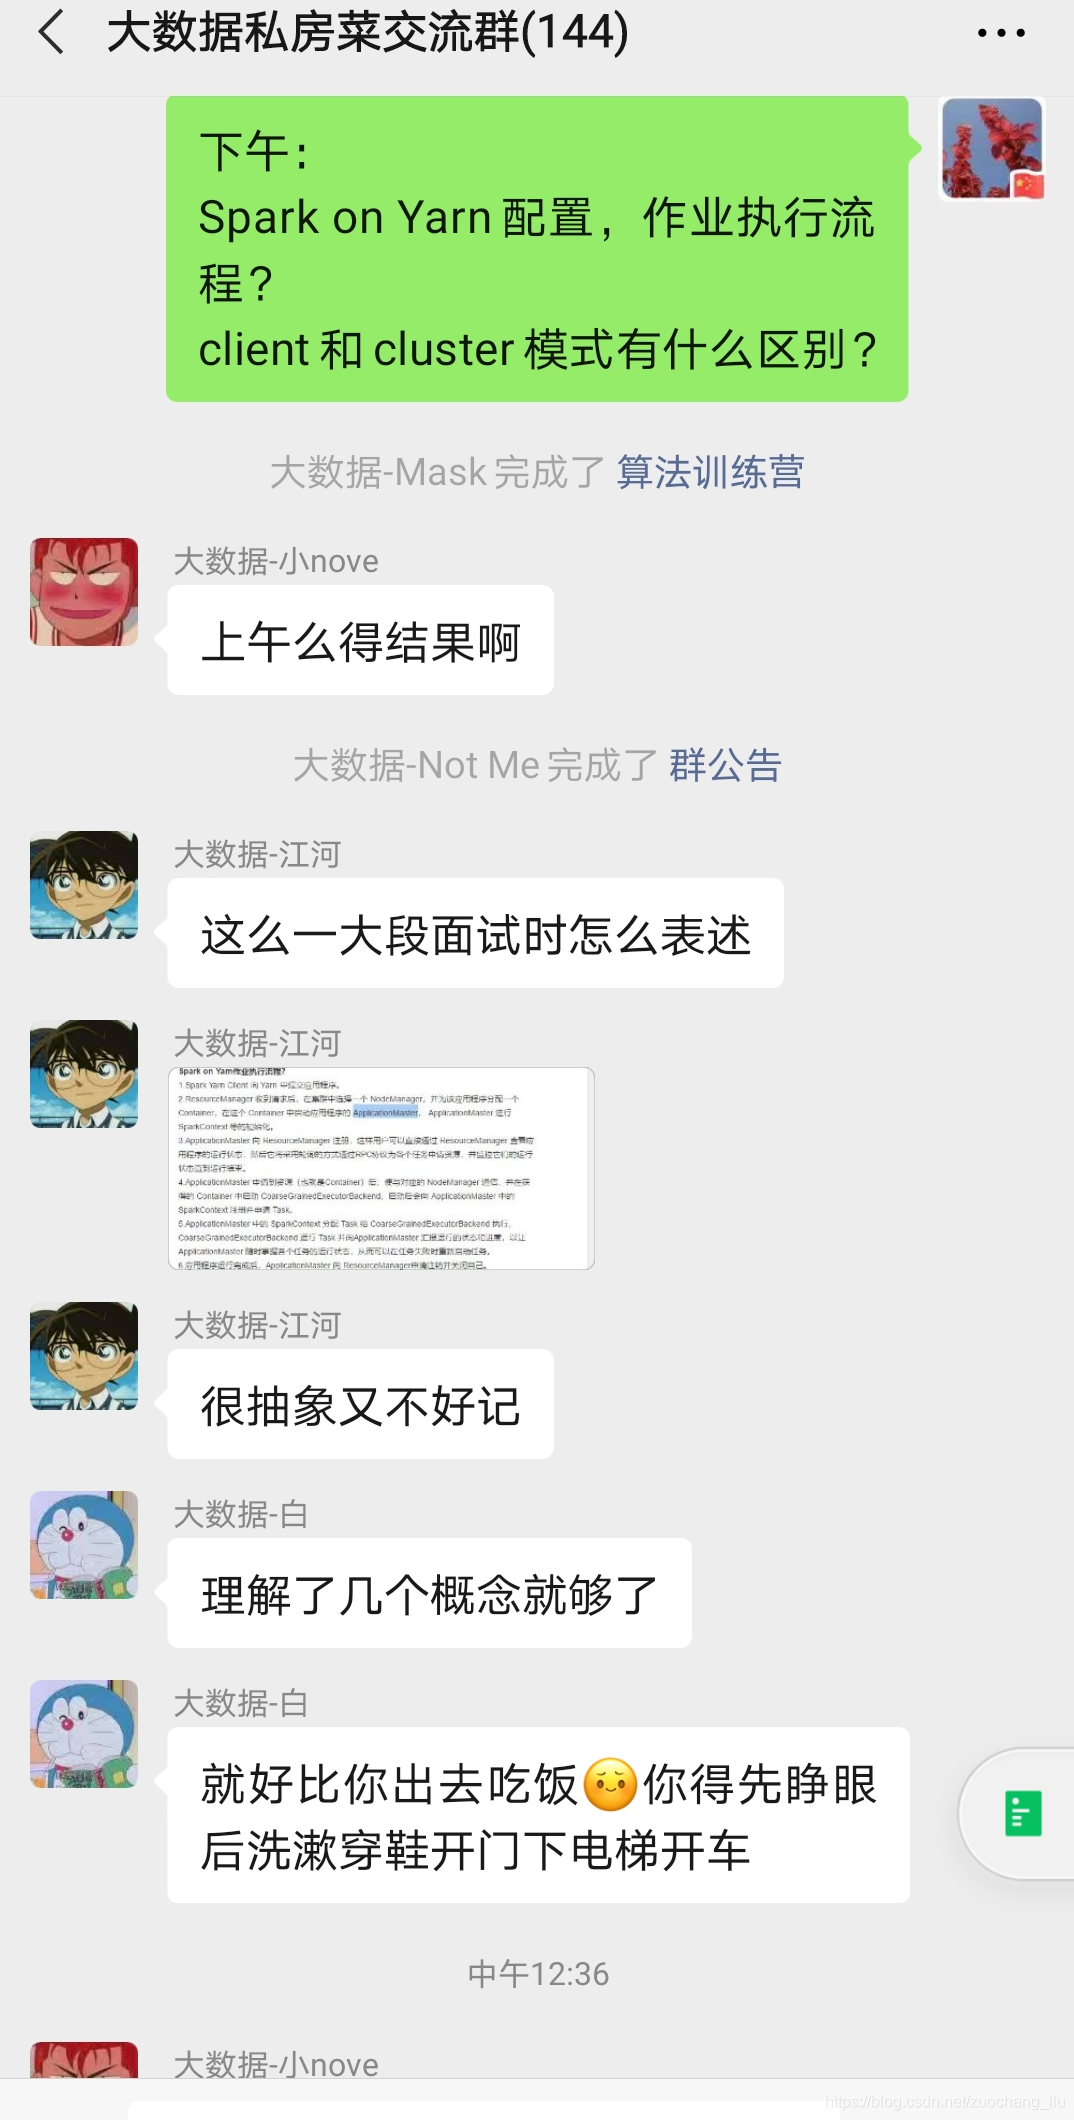 大数据私房菜交流群(144)
下午：
Spark on Yarn配置，作业执行流
程？
client和cluster模式有什么区别？
大数据-Mask完成了 算法训练营
大数据-小nove
上午么得结果啊
大数据-Not Me完成了 群公告
大数据-江河
这么一大段面试时怎么表述
大数据-江河
Spark on Yarn作业执行流程?
1.Spark Yarn Client 向 Yarn 中提交应用程序。
2.ResourceManager 收到请求后，在集群中选择一个 NodeManager，并为该应用程序分配一个
Container，在这个 Container 中启动应用程序的 ApplicationMaster， ApplicationMaster 进行
SparkContext 等的初始化。
3.ApplicationMaster 向 ResourceManager 注册，这样用户可以直接通过 ResourceManager 查看应
用程序的运行状态，然后它将采用轮询的方式通过RPC协议为各个任务申请资源，并监控它们的运行
状态直到运行结束。
4.ApplicationMaster 申请到资源（也就是Container）后，便与对应的 NodeManager 通信，并在获
得的 Container 中启动 CoarseGrainedExecutorBackend，启动后会向 ApplicationMaster 中的
SparkContext 注册并申请 Task。
5.ApplicationMaster 中的 SparkContext 分配 Task 给 CoarseGrainedExecutorBackend 执行，
CoarseGrainedExecutorBackend 运行 Task 并向ApplicationMaster 汇报运行的状态和进度，以让
ApplicationMaster 随时掌握各个任务的运行状态，从而可以在任务失败时重新启动任务。
6.应用程序运行完成后，ApplicationMaster 向 ResourceManager申请注销并关闭自己。
大数据-江河
很抽象又不好记
大数据-白
理解了几个概念就够了
大数据-白
就好比你出去吃饭😔你得先睁眼
后洗漱穿鞋开门下电梯开车
中午12:36
大数据-小nove
https://blog.csdn.net/zuochang_liu